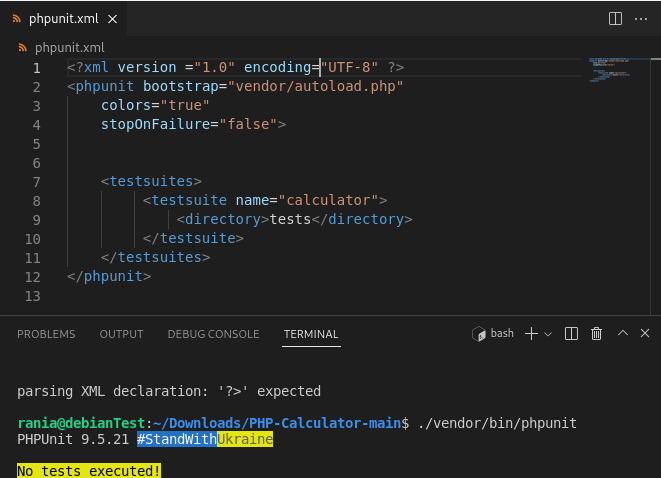 phpunit.xml
phpunit.xml
1 <?xml version ="1.0" encoding="UTF-8" ?>
2 <phpunit bootstrap="vendor/autoload.php"
3 colors="true"
4 stopOnFailure="false">
5
6
7 <testsuites>
8 <testsuite name="calculator">
9 <directory>tests</directory>
10 </testsuite>
11 </testsuites>
12 </phpunit>
13
PROBLEMS OUTPUT DEBUG CONSOLE TERMINAL bash
parsing XML declaration: '?>' expected
rania@debianTest:~/Downloads/PHP-Calculator-main$ ./vendor/bin/phpunit
PHPUnit 9.5.21 #StandWithUkraine
No tests executed!